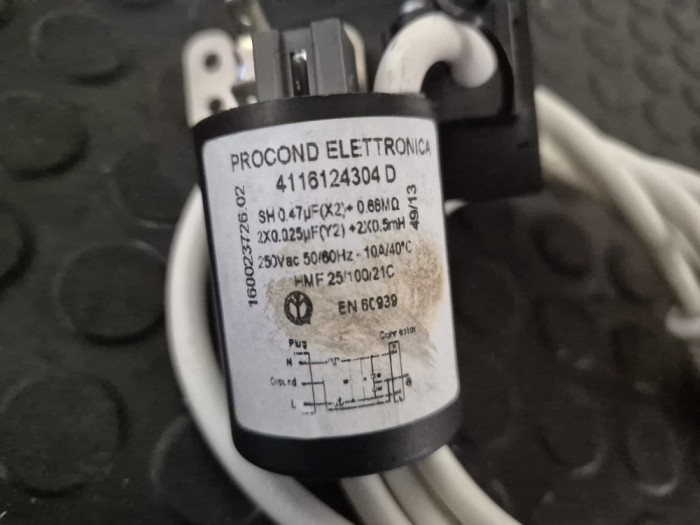 PROCOND ELETTRONICA
4116124304 D
SH 0.47µF(X2)+ 0.68MΩ
2X0.025µF(Y2) +2X0.5mH
250Vac 50/60Hz - 10A/40°C
HMF 25/100/21C
EN 60939
160023726.02
49/13
Plug
Connector
N
Ground
L